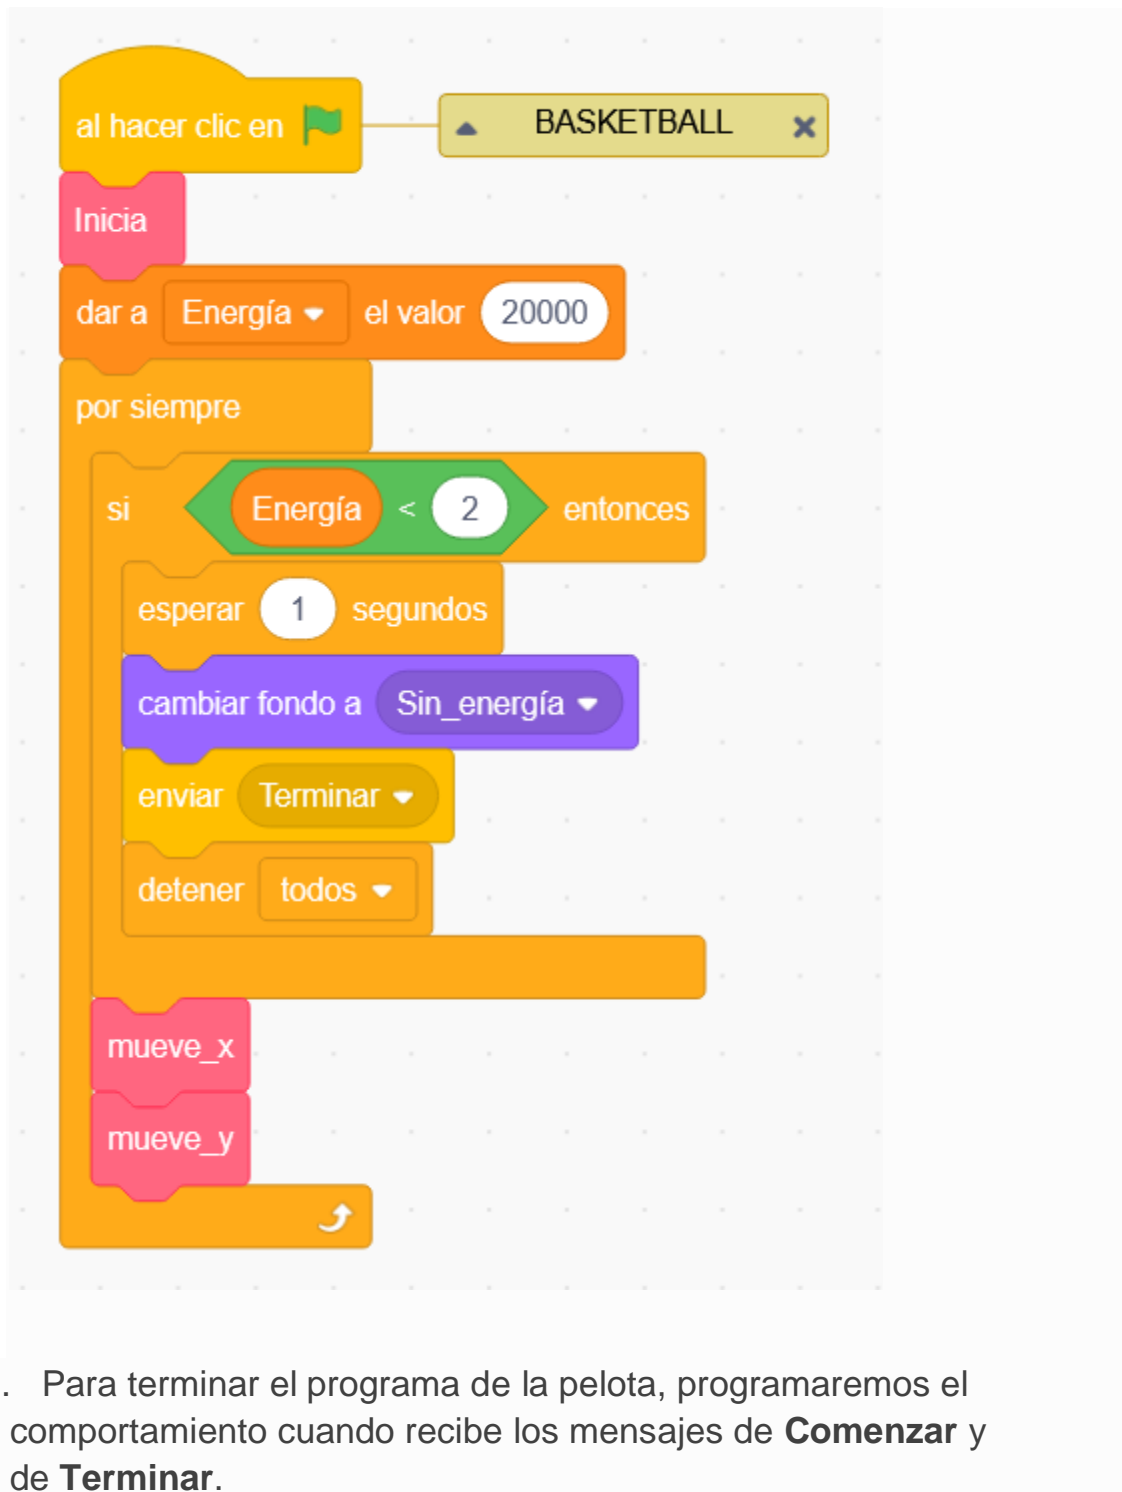 al hacer clic en BASKETBALL
Inicia
dar a Energía el valor 20000
por siempre
si Energía < 2 entonces
esperar 1 segundos
cambiar fondo a Sin_energía
enviar Terminar
detener todos
mueve_x
mueve_y
. Para terminar el programa de la pelota, programaremos el
comportamiento cuando recibe los mensajes de Comenzar y
de Terminar.